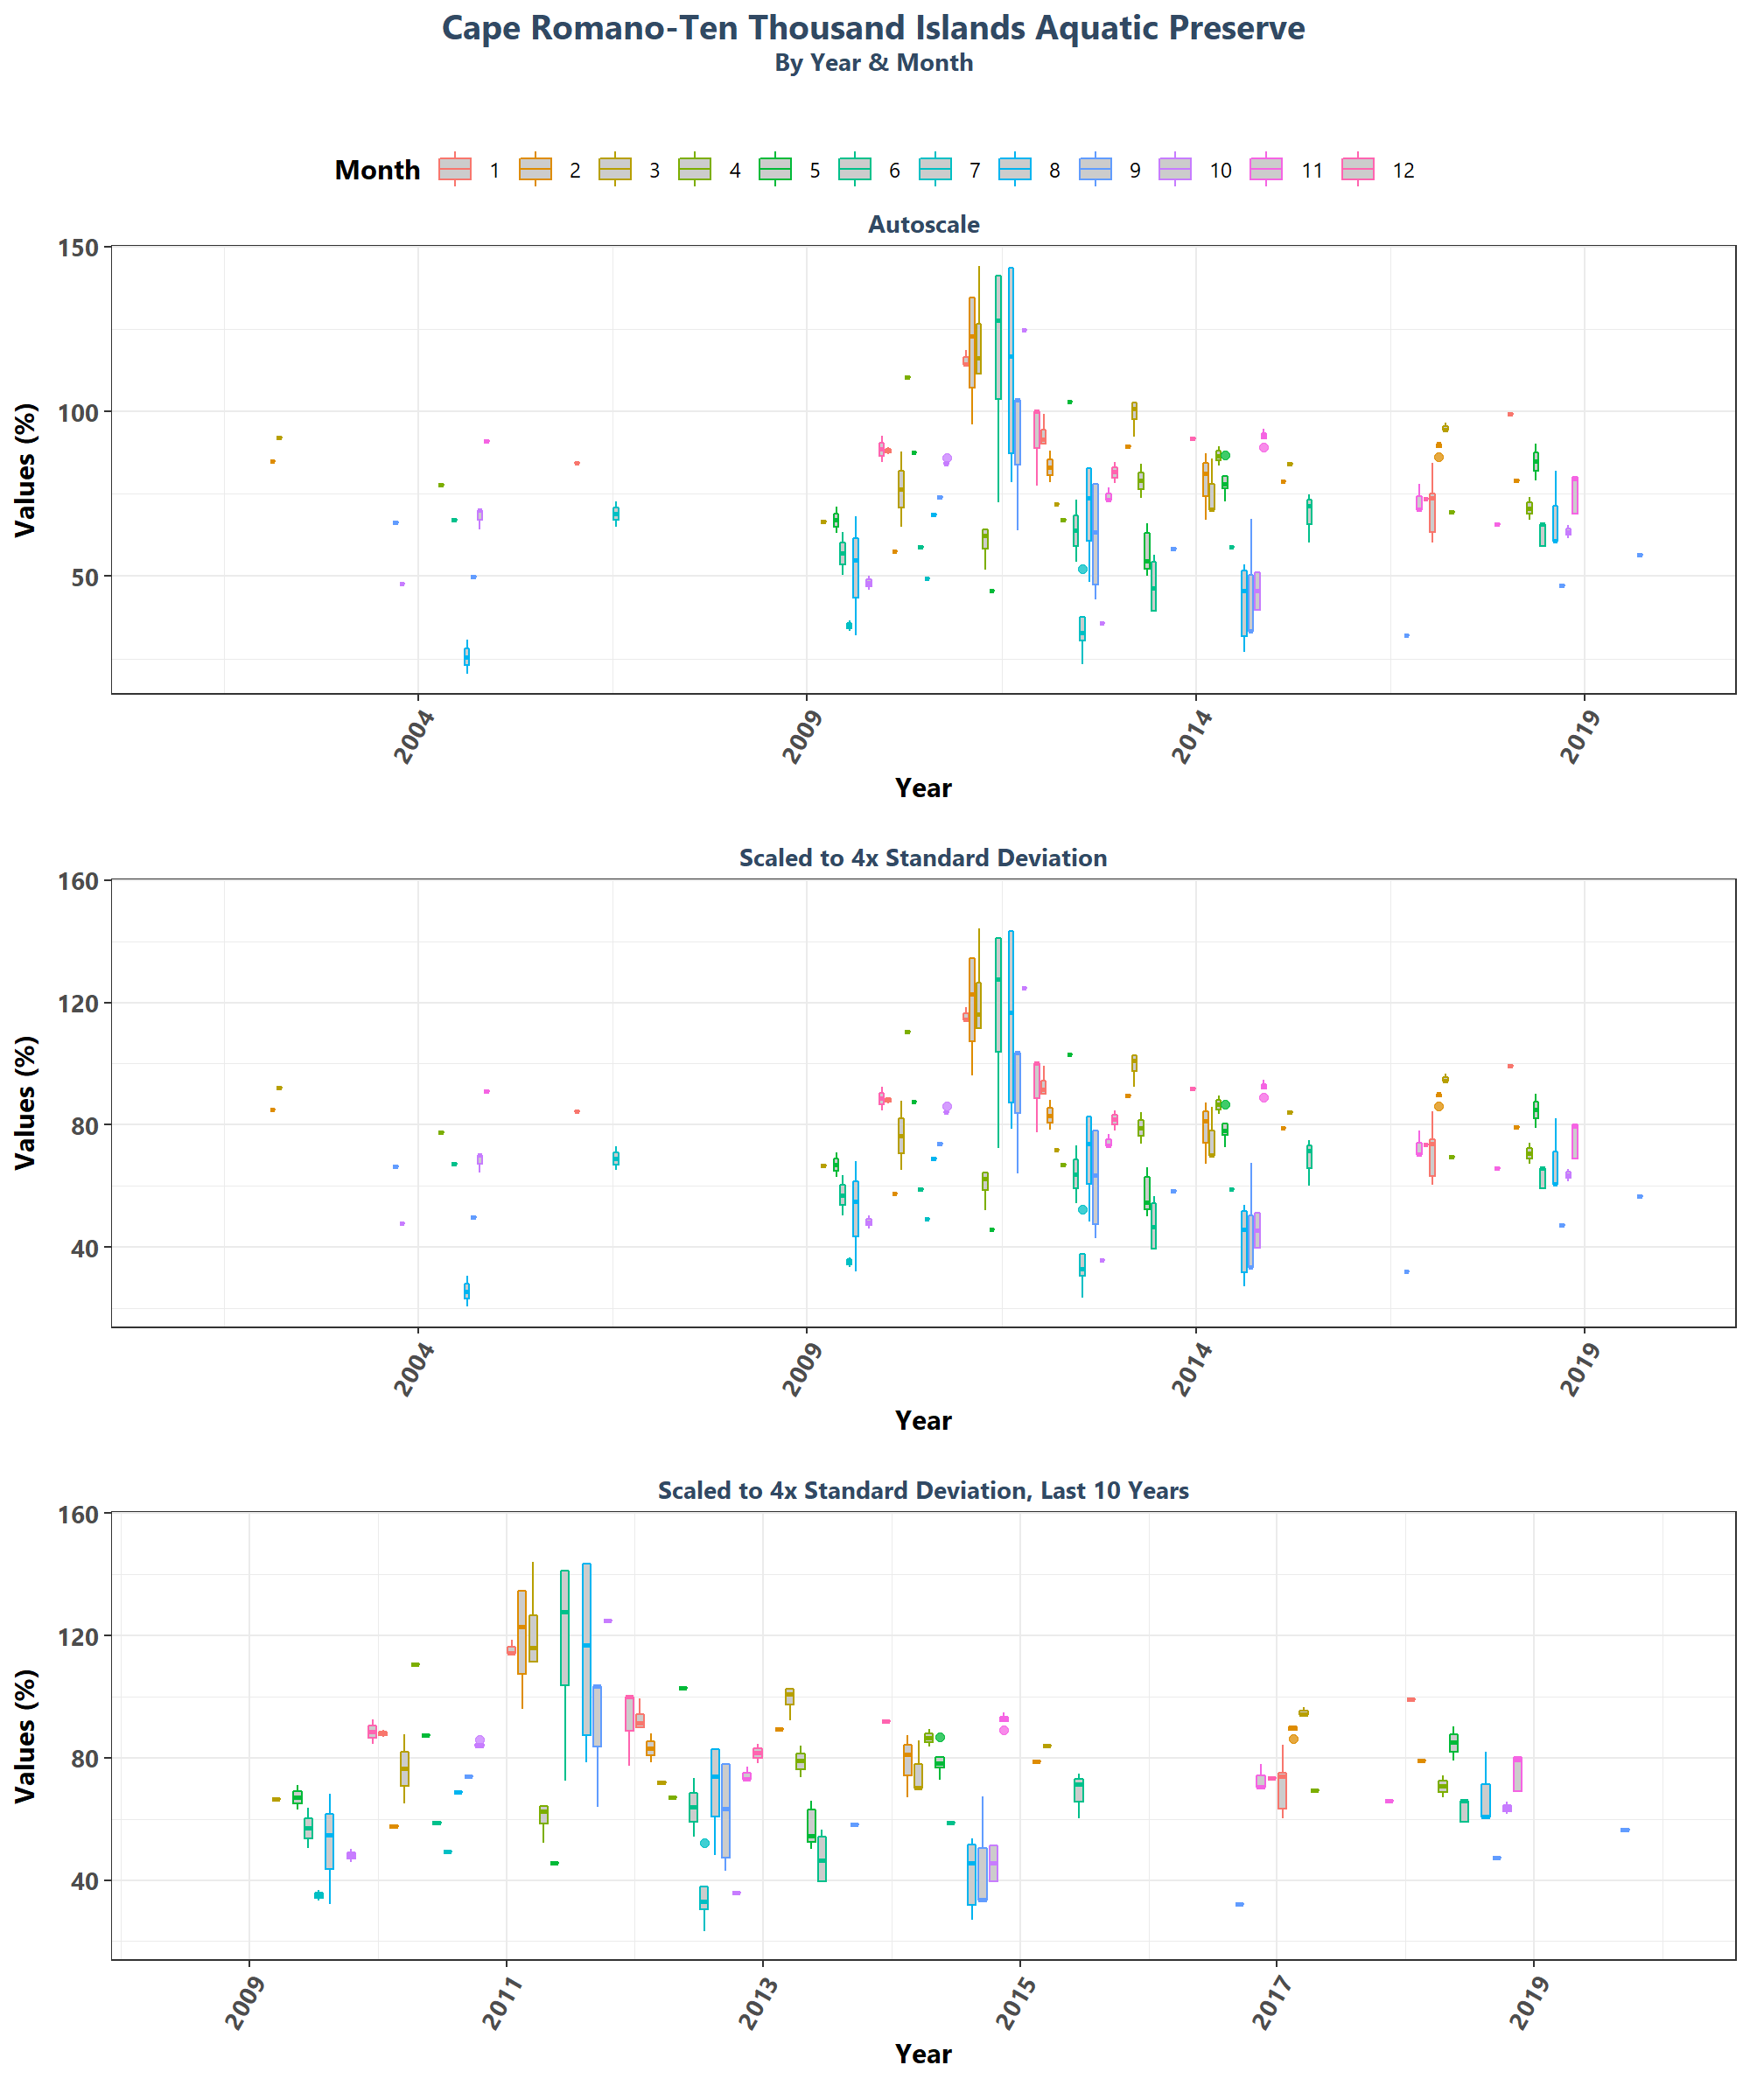 Cape Romano-Ten Thousand Islands Aquatic Preserve
By Year & Month
Month 1 2 3 4 5 6 7 8 9 10 11 12
Autoscale
Values (%)
150
100
50
2004 2009 2014 2019
Year
Scaled to 4x Standard Deviation
Values (%)
160
120
80
40
2004 2009 2014 2019
Year
Scaled to 4x Standard Deviation, Last 10 Years
Values (%)
160
120
80
40
2009 2011 2013 2015 2017 2019
Year